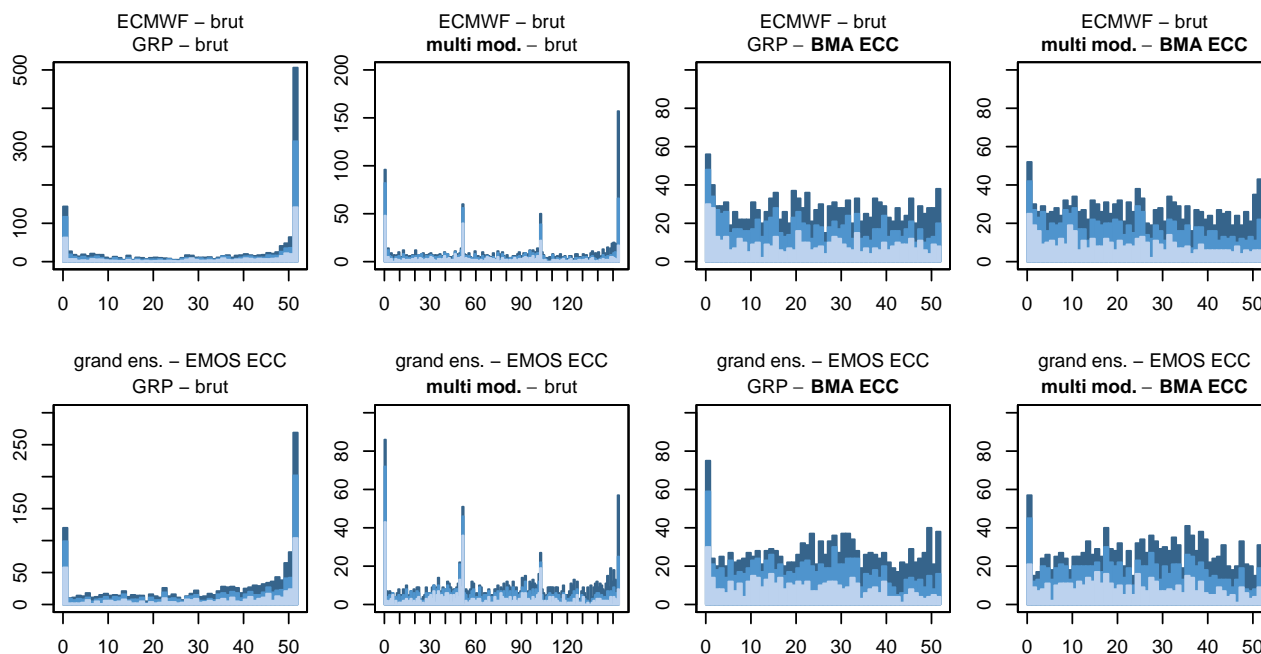 ECMWF – brut
GRP – brut
ECMWF – brut
multi mod. – brut
ECMWF – brut
GRP – BMA ECC
ECMWF – brut
multi mod. – BMA ECC
0 100 300 500
0 10 20 30 40 50
0 50 100 150 200
0 30 60 90 120
0 20 40 60 80
0 10 20 30 40 50
0 20 40 60 80
0 10 20 30 40 50
grand ens. – EMOS ECC
GRP – brut
grand ens. – EMOS ECC
multi mod. – brut
grand ens. – EMOS ECC
GRP – BMA ECC
grand ens. – EMOS ECC
multi mod. – BMA ECC
0 50 150 250
0 10 20 30 40 50
0 20 40 60 80
0 30 60 90 120
0 20 40 60 80
0 10 20 30 40 50
0 20 40 60 80
0 10 20 30 40 50